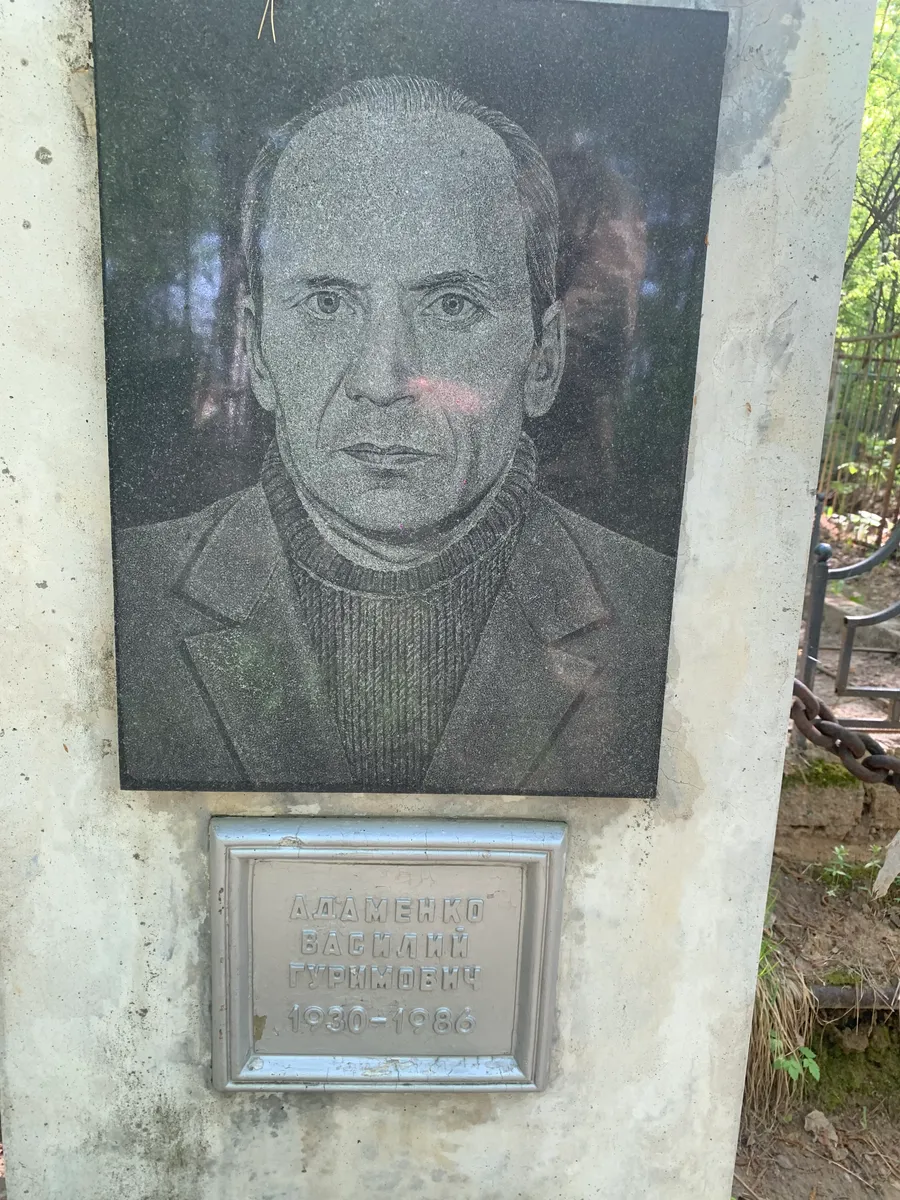 АДАМЕНКО
ВАСИЛИЙ
ГУРИМОВИЧ
1930-1986